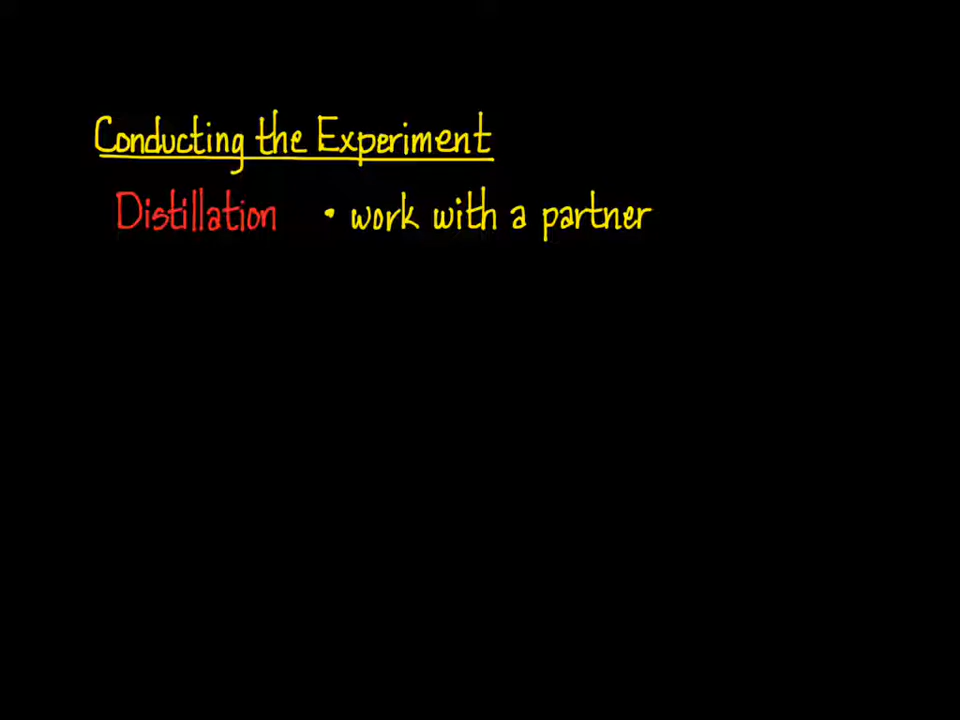 Conducting the Experiment
Distillation • work with a partner